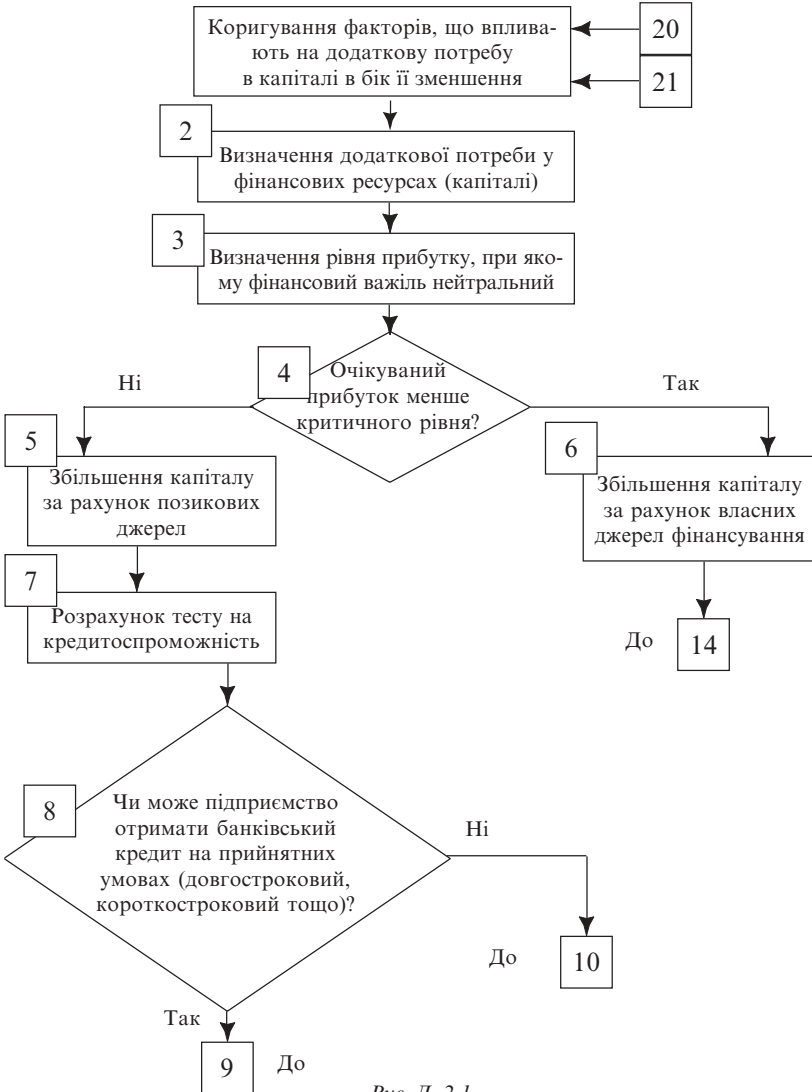 Коригування факторів, що вплива-
ють на додаткову потребу
в капіталі в бік її зменшення
20
21
2
Визначення додаткової потреби у
фінансових ресурсах (капіталі)
3
Визначення рівня прибутку, при яко-
му фінансовий важіль нейтральний
4
Очікуваний
прибуток менше
критичного рівня?
Ні
Так
5
Збільшення капіталу
за рахунок позикових
джерел
6
Збільшення капіталу
за рахунок власних
джерел фінансування
7
Розрахунок тесту на
кредитоспроможність
До
14
8
Чи може підприємство
отримати банківський
кредит на прийнятних
умовах (довгостроковий,
короткостроковий тощо)?
Ні
До
10
Так
9
До
Рис. Д. 2.1